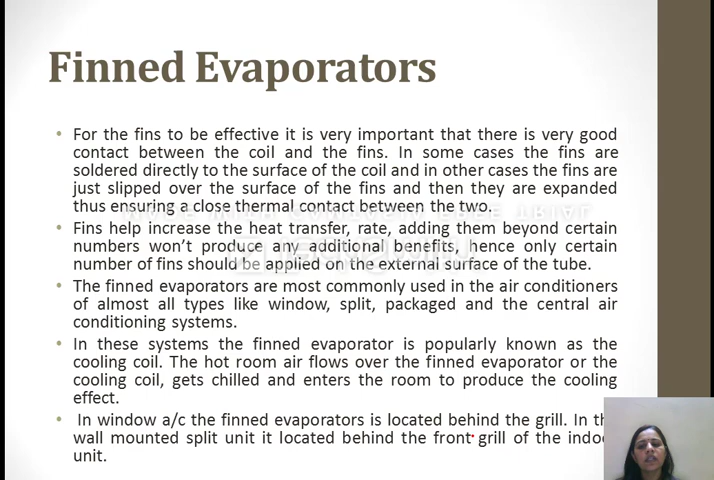 Finned Evaporators
• For the fins to be effective it is very important that there is very good
contact between the coil and the fins. In some cases the fins are
soldered directly to the surface of the coil and in other cases the fins are
just slipped over the surface of the fins and then they are expanded
thus ensuring a close thermal contact between the two.
• Fins help increase the heat transfer, rate, adding them beyond certain
numbers won’t produce any additional benefits, hence only certain
number of fins should be applied on the external surface of the tube.
• The finned evaporators are most commonly used in the air conditioners
of almost all types like window, split, packaged and the central air
conditioning systems.
• In these systems the finned evaporator is popularly known as the
cooling coil. The hot room air flows over the finned evaporator or the
cooling coil, gets chilled and enters the room to produce the cooling
effect.
• In window a/c the finned evaporators is located behind the grill. In
wall mounted split unit it located behind the front grill of the
unit.